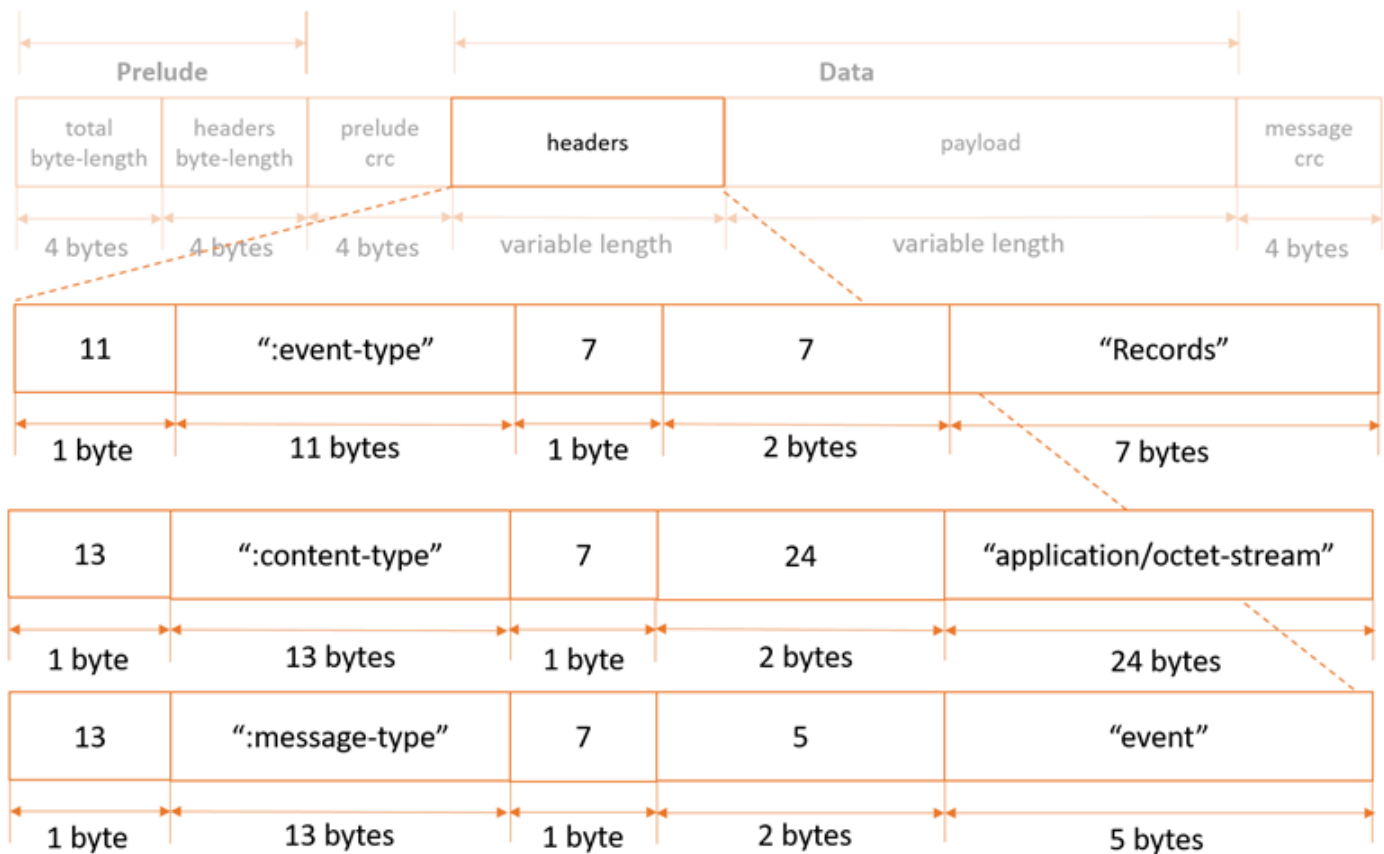 Prelude
Data
total
byte-length
headers
byte-length
prelude
crc
headers
payload
message
crc
4 bytes
4 bytes
4 bytes
variable length
variable length
4 bytes
11
“:event-type”
7
7
“Records”
1 byte
11 bytes
1 byte
2 bytes
7 bytes
13
“:content-type”
7
24
“application/octet-stream”
1 byte
13 bytes
1 byte
2 bytes
24 bytes
13
“:message-type”
7
5
“event”
1 byte
13 bytes
1 byte
2 bytes
5 bytes